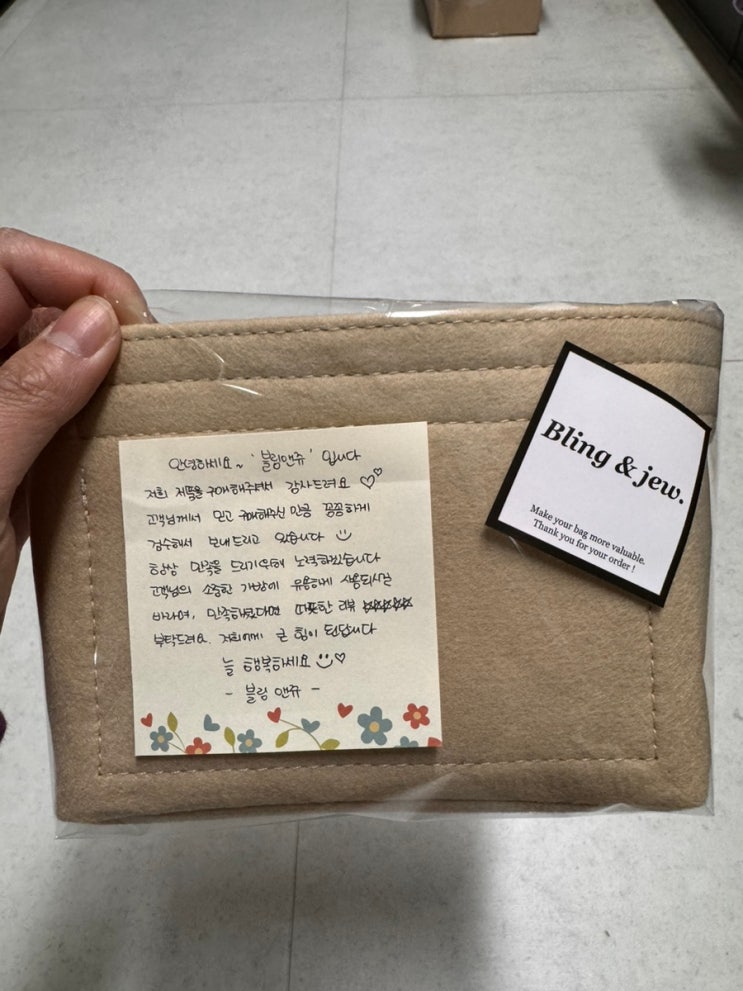 안녕하세요~ '블링앤쥬' 입니다
저희 제품을 구매해주셔서 감사드려요 ♡♡
고객님께서 믿고 구매해주신 만큼 꼼꼼하게
검수해서 보내드리고 있습니다 :)
항상 만족을 드리기위해 노력하겠습니다
고객님의 소중한 가방에 유용하게 사용되시길
바라며, 만족하셨다면 따뜻한 리뷰 ☆☆☆☆☆
부탁드려요. 저희에게 큰 힘이 된답니다
늘 행복하세요 :)♡
- 블링 앤쥬 -
Bling & jew.
Make your bag more valuable.
Thank you for your order !